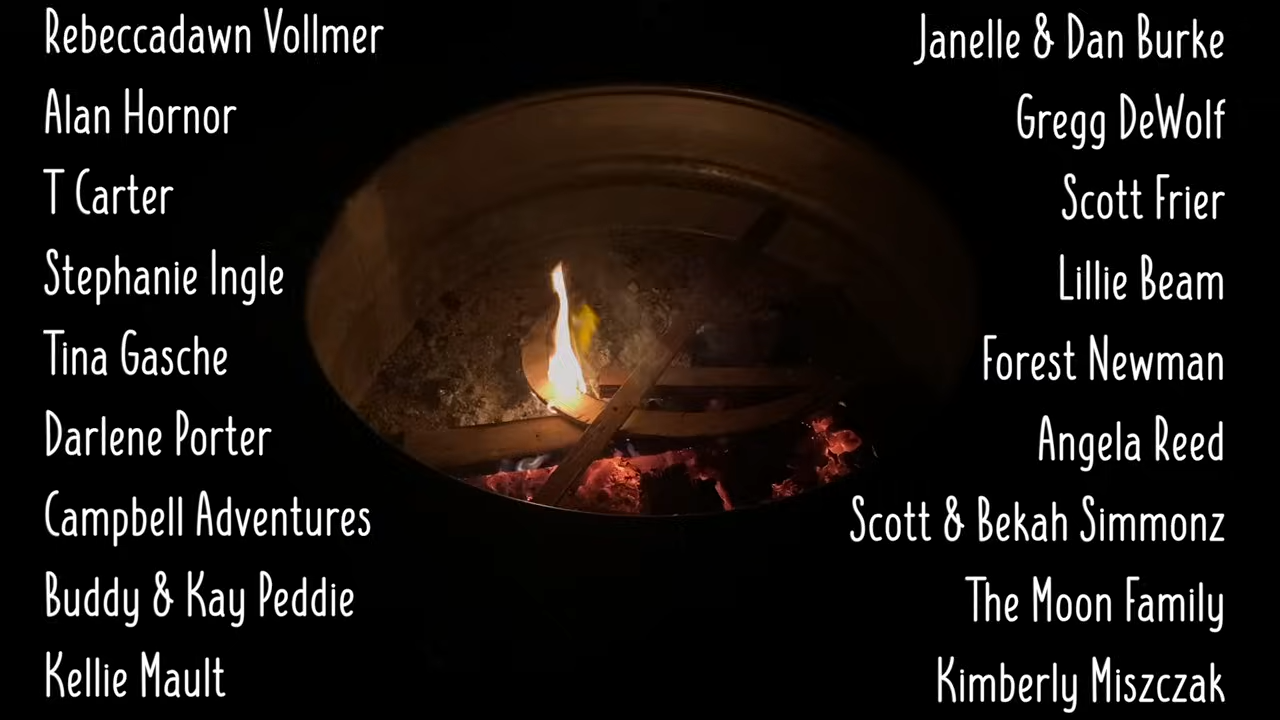 Rebeccadawn Vollmer
Alan Hornor
T Carter
Stephanie Ingle
Tina Gasche
Darlene Porter
Campbell Adventures
Buddy & Kay Peddie
Kellie Mault
Janelle & Dan Burke
Gregg DeWolf
Scott Frier
Lillie Beam
Forest Newman
Angela Reed
Scott & Bekah Simmonz
The Moon Family
Kimberly Miszczak